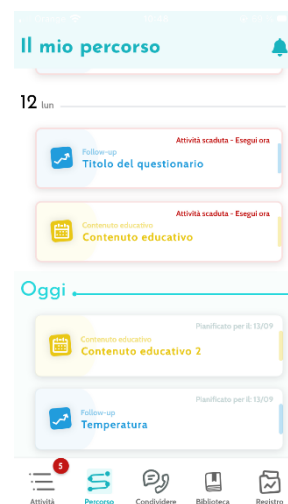 Il mio percorso
12 lun
Attività scaduta - Esegui ora
Follow-up
Titolo del questionario
Attività scaduta - Esegui ora
Contenuto educativo
Contenuto educativo
Oggi
Pianificato per il: 13/09
Contenuto educativo
Contenuto educativo 2
Pianificato per il: 13/09
Follow-up
Temperatura
5
Attività Percorso Condividere Biblioteca Registro